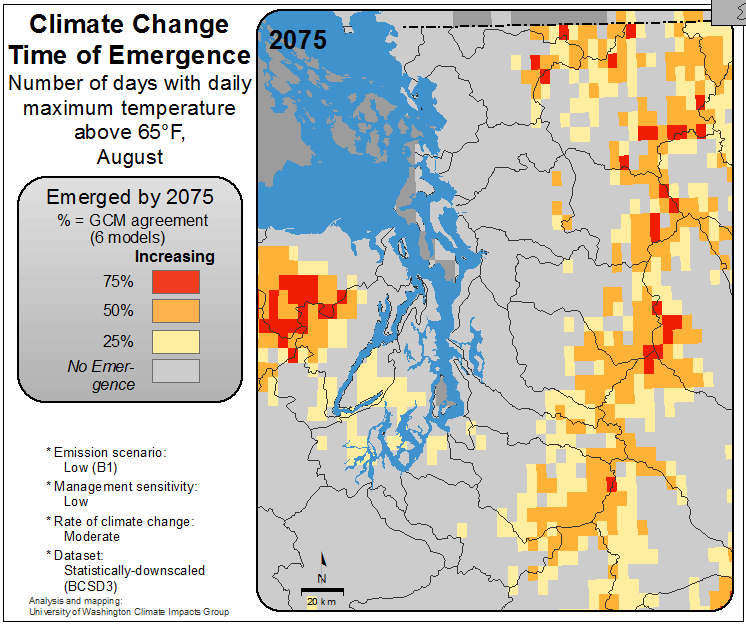 Climate Change
Time of Emergence
Number of days with daily
maximum temperature
above 65°F,
August
Emerged by 2075
% = GCM agreement
(6 models)
Increasing
75%
50%
25%
No Emer-
gence
* Emission scenario:
Low (B1)
* Management sensitivity:
Low
* Rate of climate change:
Moderate
* Dataset:
Statistically-downscaled
(BCSD3)
Analysis and mapping:
University of Washington Climate Impacts Group
2075
N
20 km